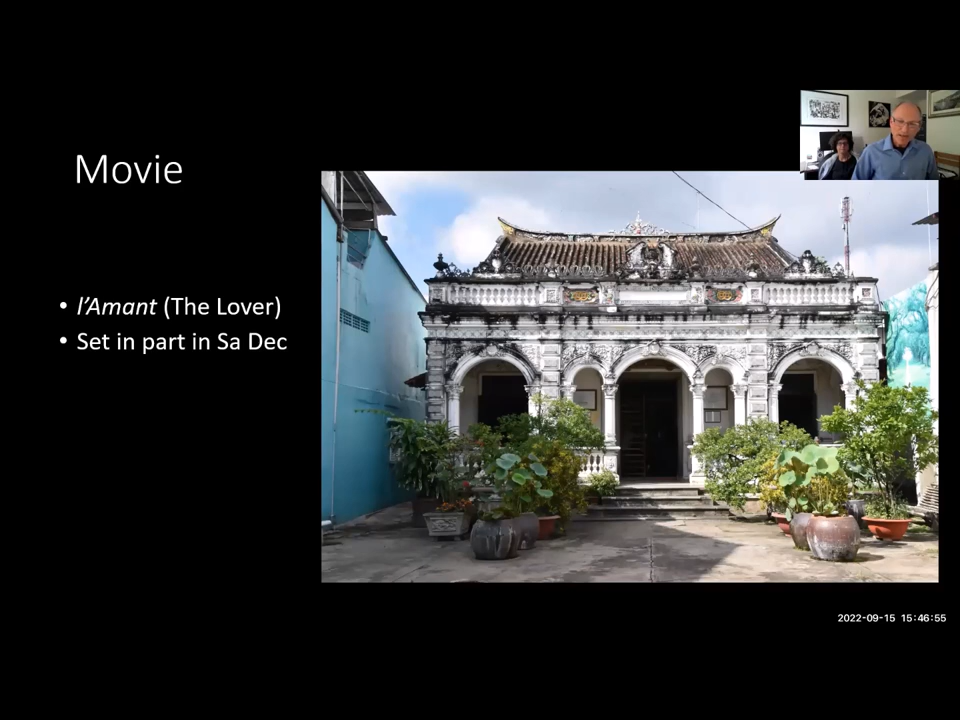 Movie
• l'Amant (The Lover)
• Set in part in Sa Dec
2022-09-15 15:46:55